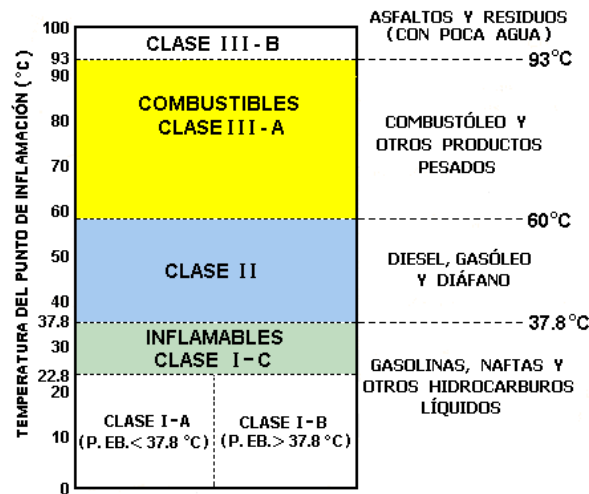 TEMPERATURA DEL PUNTO DE INFLAMACIÓN (°C)
100
93
90
80
70
60
50
40
37.8
30
22.8
20
10
0
CLASE III-B
COMBUSTIBLES
CLASE III-A
CLASE II
INFLAMABLES
CLASE I-C
CLASE I-A
(P. EB.< 37.8 °C)
CLASE I-B
(P. EB.> 37.8 °C)
ASFALTOS Y RESIDUOS
(CON POCA AGUA)
93°C
COMBUSTÓLEO Y
OTROS PRODUCTOS
PESADOS
60°C
DIESEL, GASÓLEO
Y DIÁFANO
37.8°C
GASOLINAS, NAFTAS Y
OTROS HIDROCARBUROS
LÍQUIDOS